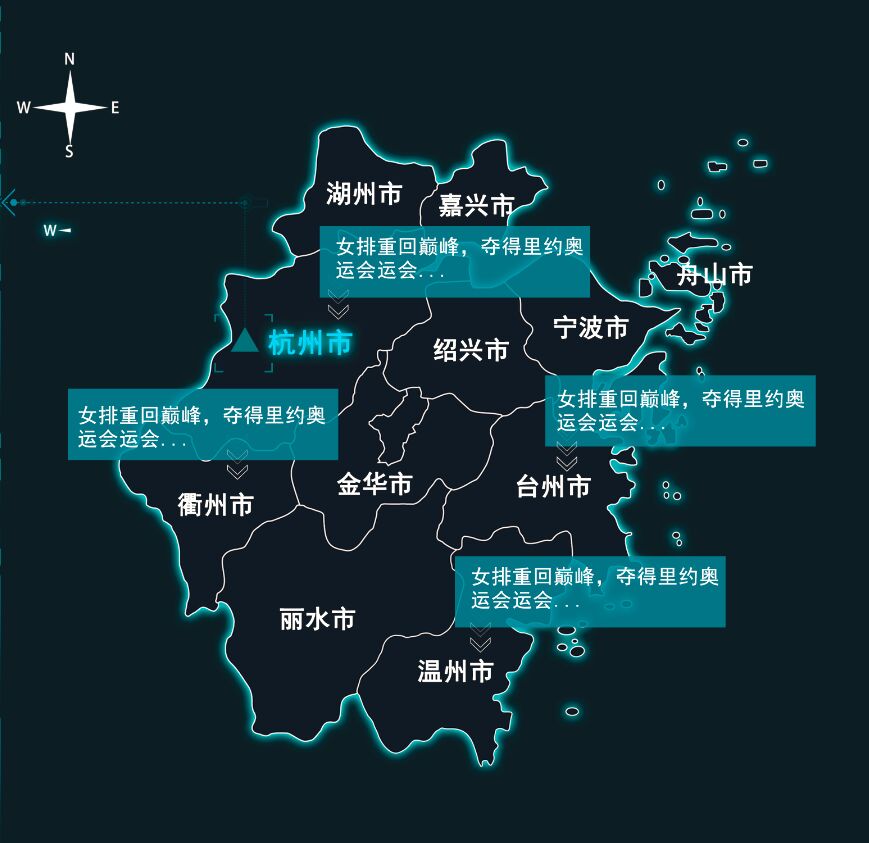 N
W E
S
湖州市
嘉兴市
W
女排重回巅峰，夺得里约奥
运会运会...
舟山市
宁波市
杭州市
绍兴市
女排重回巅峰，夺得里约奥
运会运会...
女排重回巅峰，夺得里约奥
运会运会...
金华市
台州市
衢州市
女排重回巅峰，夺得里约奥
运会运会...
丽水市
温州市